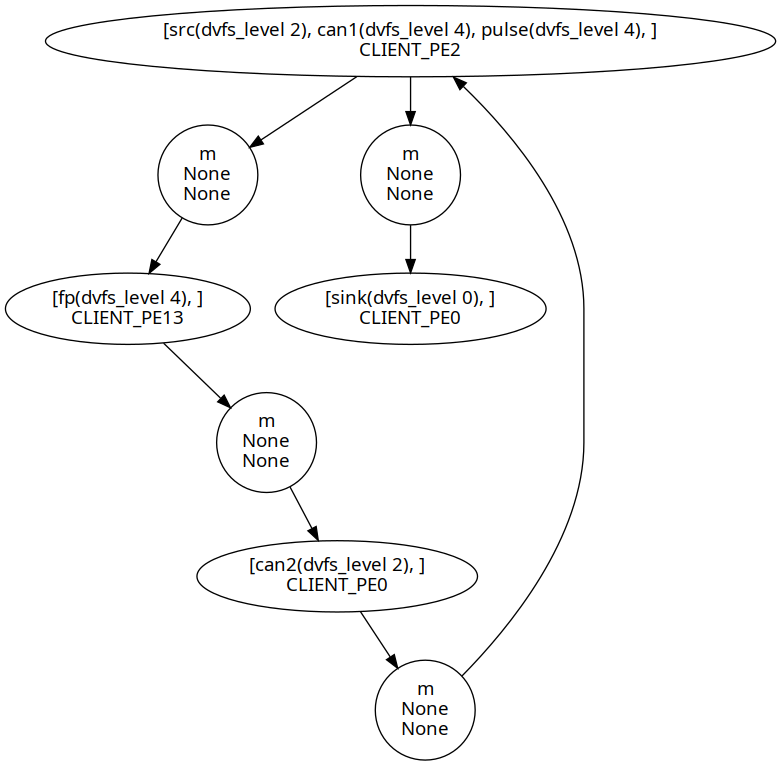 [src(dvfs_level 2), can1(dvfs_level 4), pulse(dvfs_level 4), ]
CLIENT_PE2
m
None
None
m
None
None
[fp(dvfs_level 4), ]
CLIENT_PE13
[sink(dvfs_level 0), ]
CLIENT_PE0
m
None
None
[can2(dvfs_level 2), ]
CLIENT_PE0
m
None
None